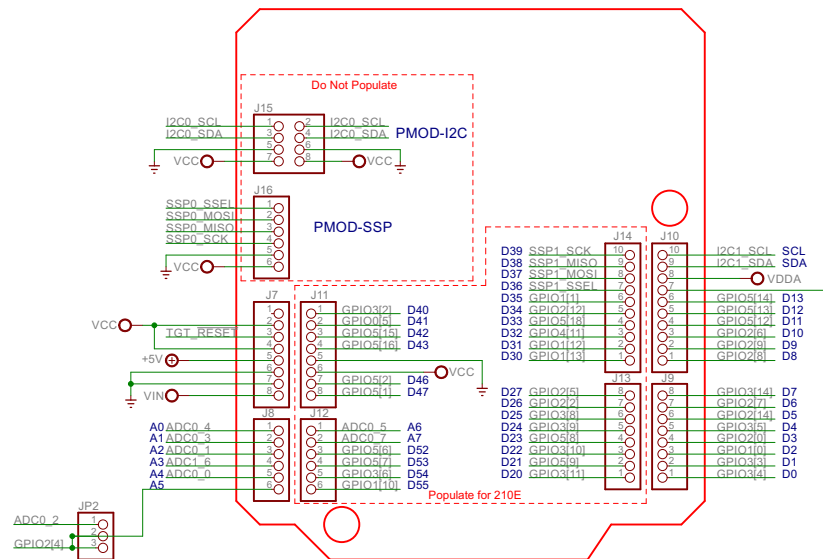 Do Not Populate
J15
I2C0_SCL 1 2 I2C0_SCL
I2C0_SDA 3 4 I2C0_SDA
PMOD-I2C
5 6
VCC 7 8 VCC
J16
SSP0_SSEL 1
SSP0_MOSI 2
PMOD-SSP
SSP0_MISO 3
SSP0_SCK 4
5
VCC 6
J14
D39 SSP1_SCK 10
D38 SSP1_MISO 9
D37 SSP1_MOSI 8
D36 SSP1_SSEL 7
D35 GPIO1[1] 6
D34 GPIO2[12] 5
D33 GPIO5[18] 4
D32 GPIO4[11] 3
D31 GPIO1[12] 2
D30 GPIO1[13] 1
J10
10 I2C1_SCL SCL
9 I2C1_SDA SDA
8 VDDA
7
6 GPIO5[14] D13
5 GPIO5[13] D12
4 GPIO5[12] D11
3 GPIO2[6] D10
2 GPIO2[9] D9
1 GPIO2[8] D8
J7
1
VCC 2
TGT_RESET 3
4
+5V 5
6
7
VIN 8
J11
1 GPIO3[2] D40
2 GPIO0[5] D41
3 GPIO5[15] D42
4 GPIO5[16] D43
5
6 VCC
7 GPIO5[2] D46
8 GPIO5[1] D47
J13
D27 GPIO2[5] 8
D26 GPIO2[2] 7
D25 GPIO3[8] 6
D24 GPIO3[9] 5
D23 GPIO5[8] 4
D22 GPIO3[10] 3
D21 GPIO5[9] 2
D20 GPIO3[11] 1
J9
8 GPIO3[14] D7
7 GPIO2[7] D6
6 GPIO2[14] D5
5 GPIO3[5] D4
4 GPIO2[0] D3
3 GPIO1[0] D2
2 GPIO3[3] D1
1 GPIO3[4] D0
J8
A0 ADC0_4 1
A1 ADC0_3 2
A2 ADC0_1 3
A3 ADC1_6 4
A4 ADC0_0 5
A5 6
J12
1 ADC0_5 A6
2 ADC0_7 A7
3 GPIO5[6] D52
4 GPIO5[7] D53
5 GPIO3[6] D54
6 GPIO1[10] D55
Populate for 210E
JP2
ADC0_2 1
2
GPIO2[4] 3